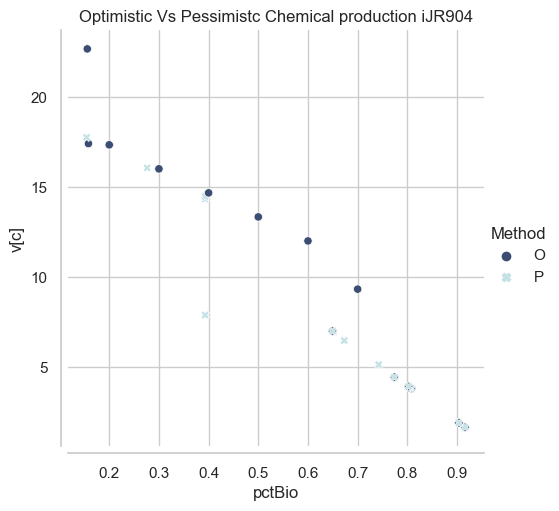 Optimistic Vs Pessimistc Chemical production iJR904
20
15
10
5
v[c]
0.2 0.3 0.4 0.5 0.6 0.7 0.8 0.9
pctBio
Method
O
P